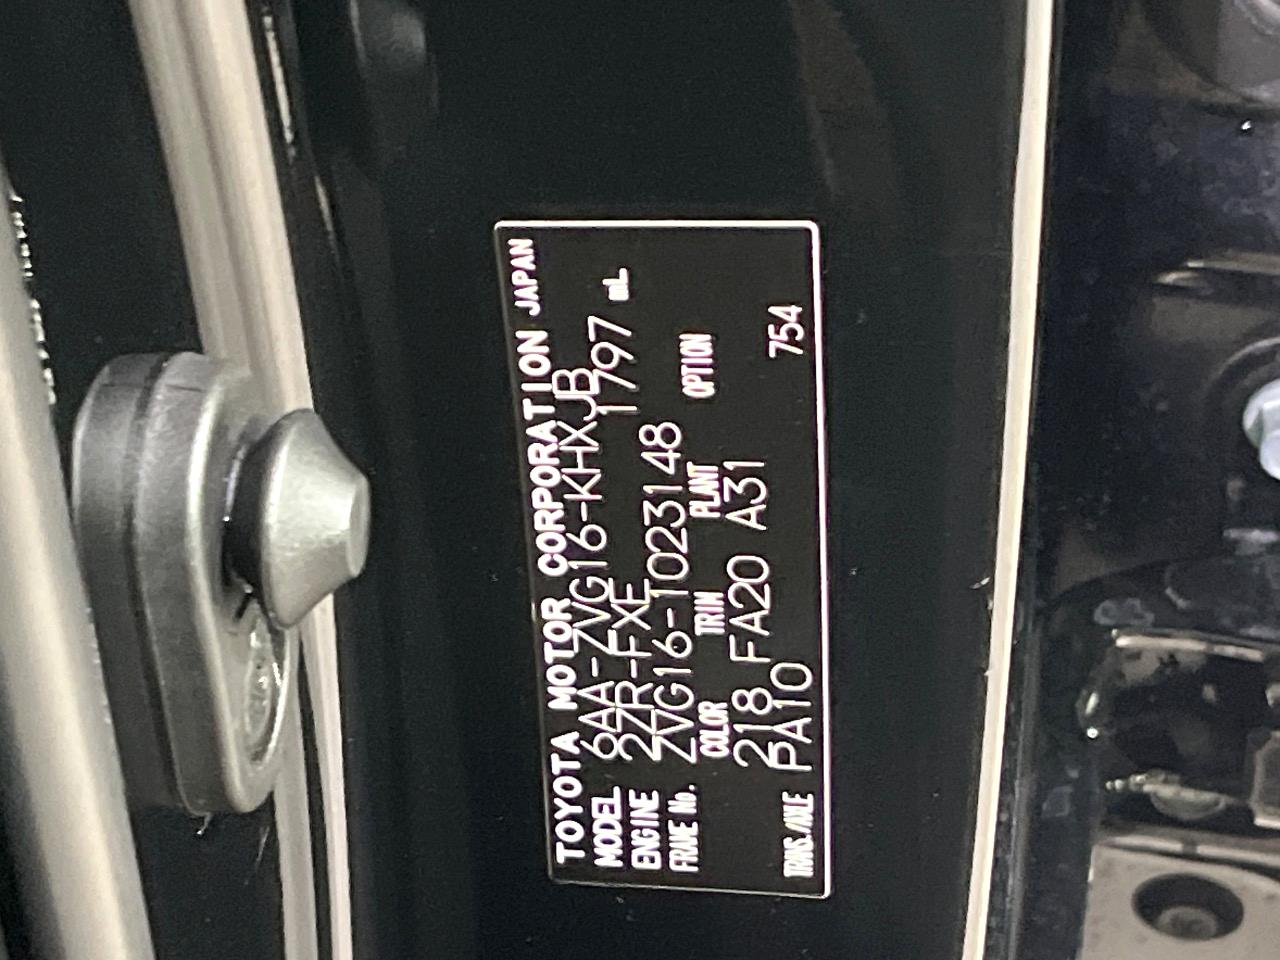 TOYOTA MOTOR CORPORATION JAPAN
MODEL 6AA-ZVG16-KHXJB
ENGINE 2ZR-FXE 1797 mL
FRAME No. ZVG16-1023148
COLOR TRIM PLANT OPTION
218 FA20 A31
TRANS./AXLE PA10 754